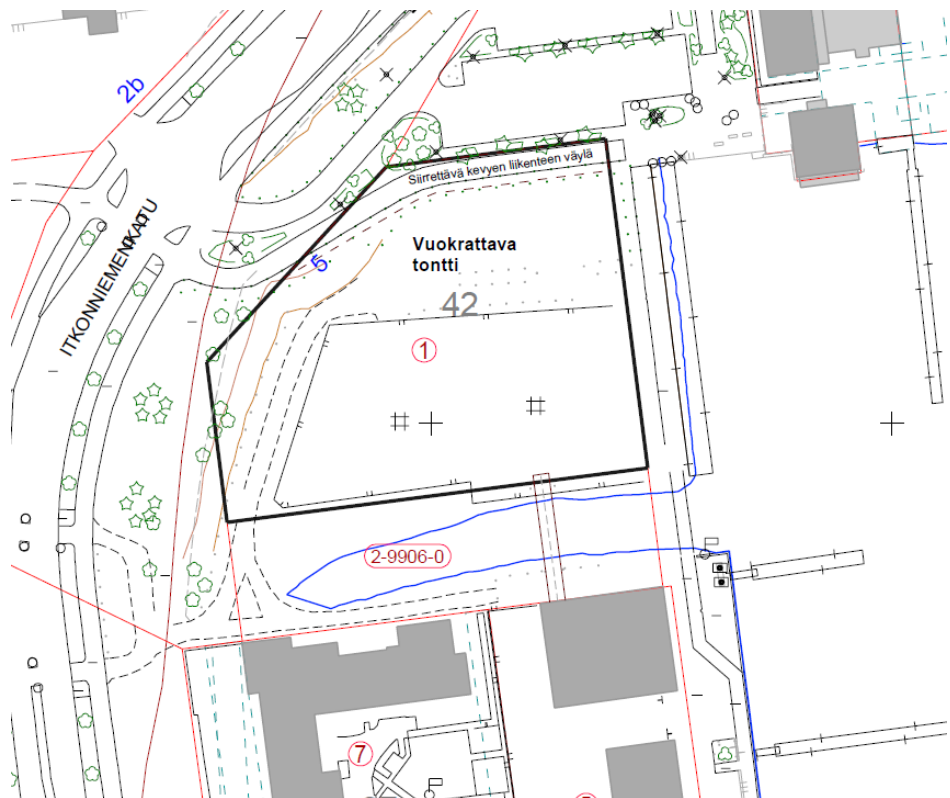 2b
Siirrettävä kevyen liikenteen väylä
ITKONNIEMENKATU
Vuokrattava
tontti
5
42
1
2-9906-0
7